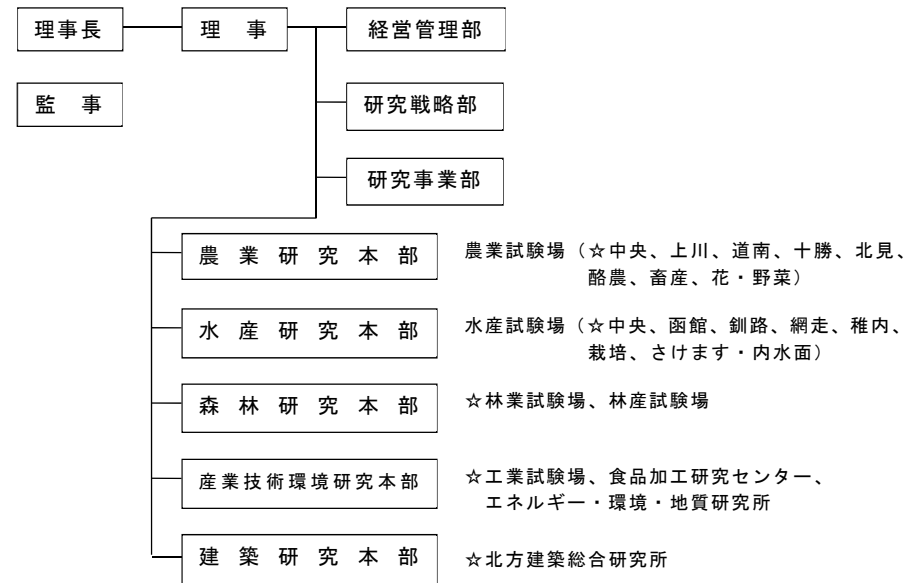 理事長 理　事 経営管理部
監　事 研究戦略部
研究事業部
農業研究本部 農業試験場（☆中央、上川、道南、十勝、北見、
酪農、畜産、花・野菜）
水産研究本部 水産試験場（☆中央、函館、釧路、網走、稚内、
栽培、さけます・内水面）
森林研究本部 ☆林業試験場、林産試験場
産業技術環境研究本部 ☆工業試験場、食品加工研究センター、
エネルギー・環境・地質研究所
建築研究本部 ☆北方建築総合研究所